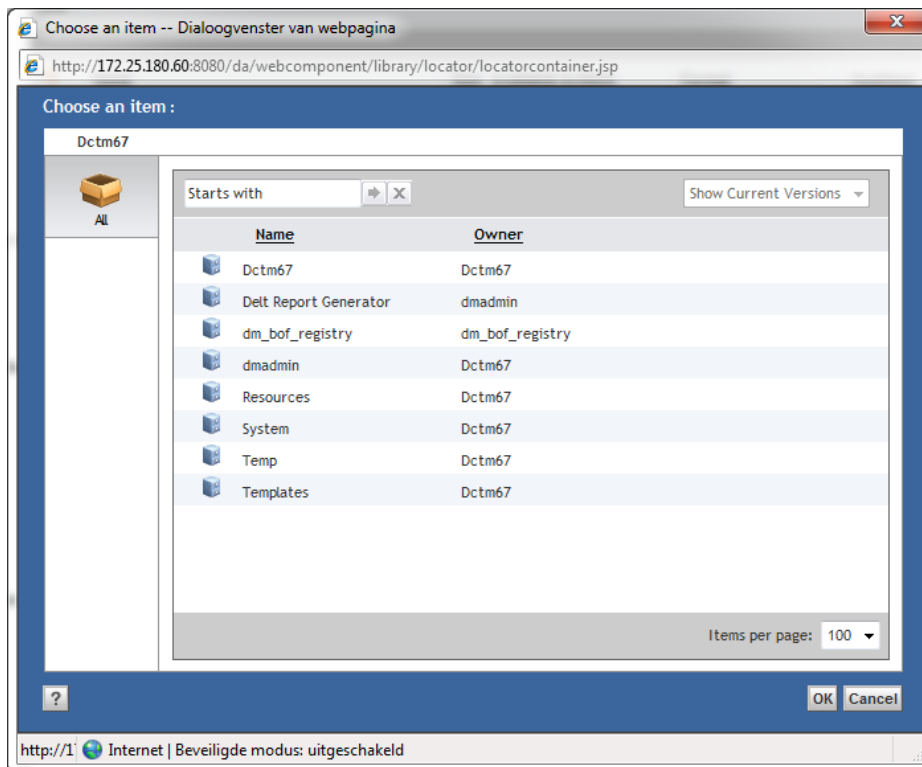 Choose an item -- Dialoogvenster van webpagina
http://172.25.180.60:8080/da/webcomponent/library/locator/locatorcontainer.jsp
Choose an item :
Dctm67
All
Starts with
Show Current Versions
Name Owner
Dctm67 Dctm67
Delt Report Generator dmadmin
dm_bof_registry dm_bof_registry
dmadmin Dctm67
Resources Dctm67
System Dctm67
Temp Dctm67
Templates Dctm67
Items per page: 100
? OK Cancel
http://1 Internet | Beveiligde modus: uitgeschakeld